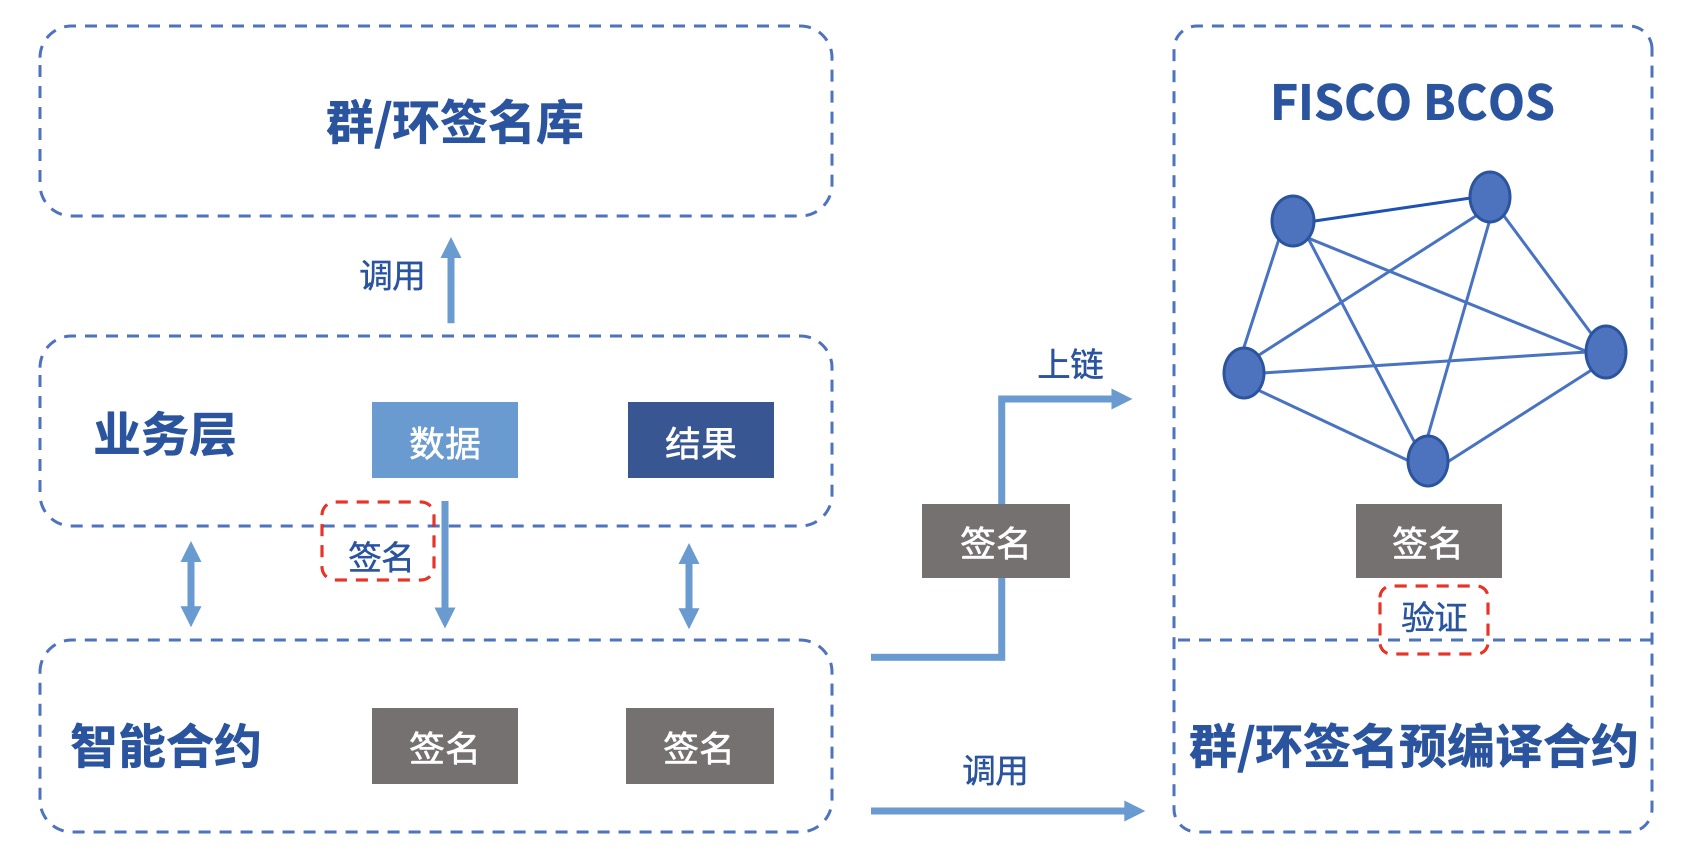 群/环签名库
调用
业务层
数据
结果
签名
智能合约
签名
签名
上链
签名
调用
FISCO BCOS
签名
验证
群/环签名预编译合约